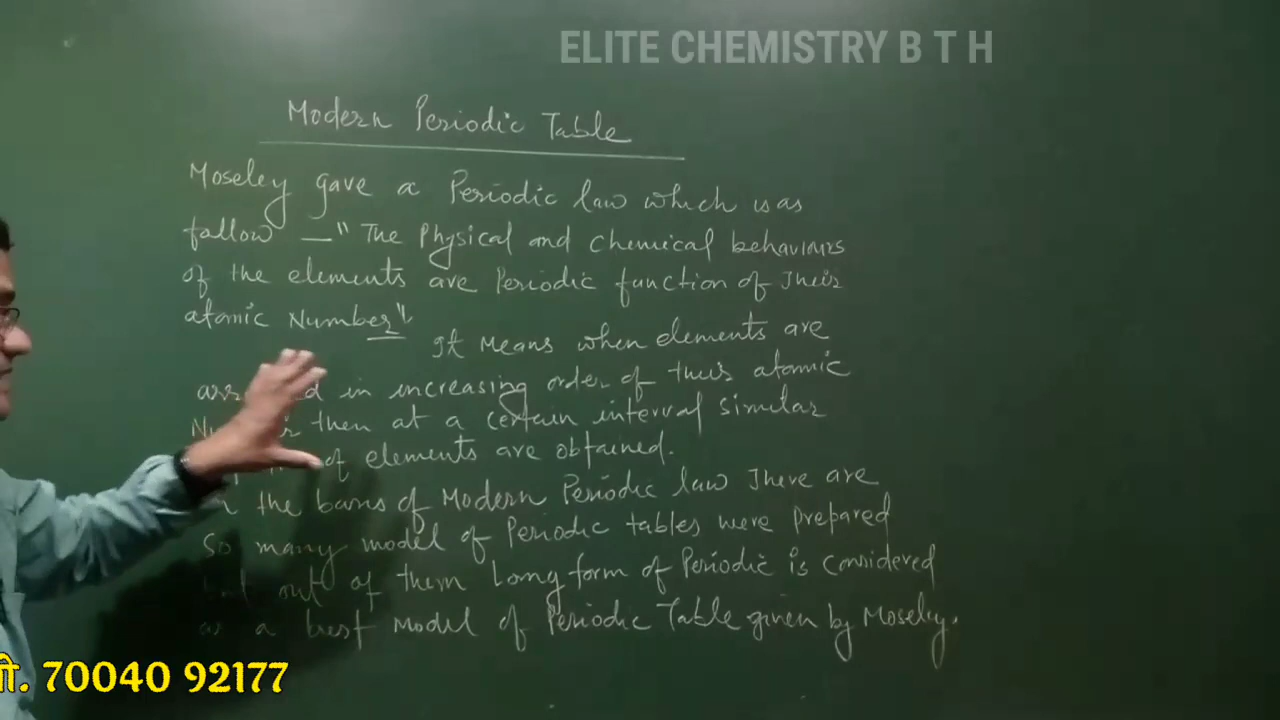 ELITE CHEMISTRY B T H
Modern Periodic Table
Moseley gave a Periodic law which is as
follow — "The Physical and chemical behaviours
of the elements are Periodic function of Their
atomic Number"
It Means when elements are
in increasing order of their atomic
then at a certain interval similar
of elements are obtained.
the basis of Modern Periodic law There are
So many model of Periodic tables were prepared
out of them Long form of Periodic is considered
as a best Model of Periodic Table given by Moseley.
70040 92177